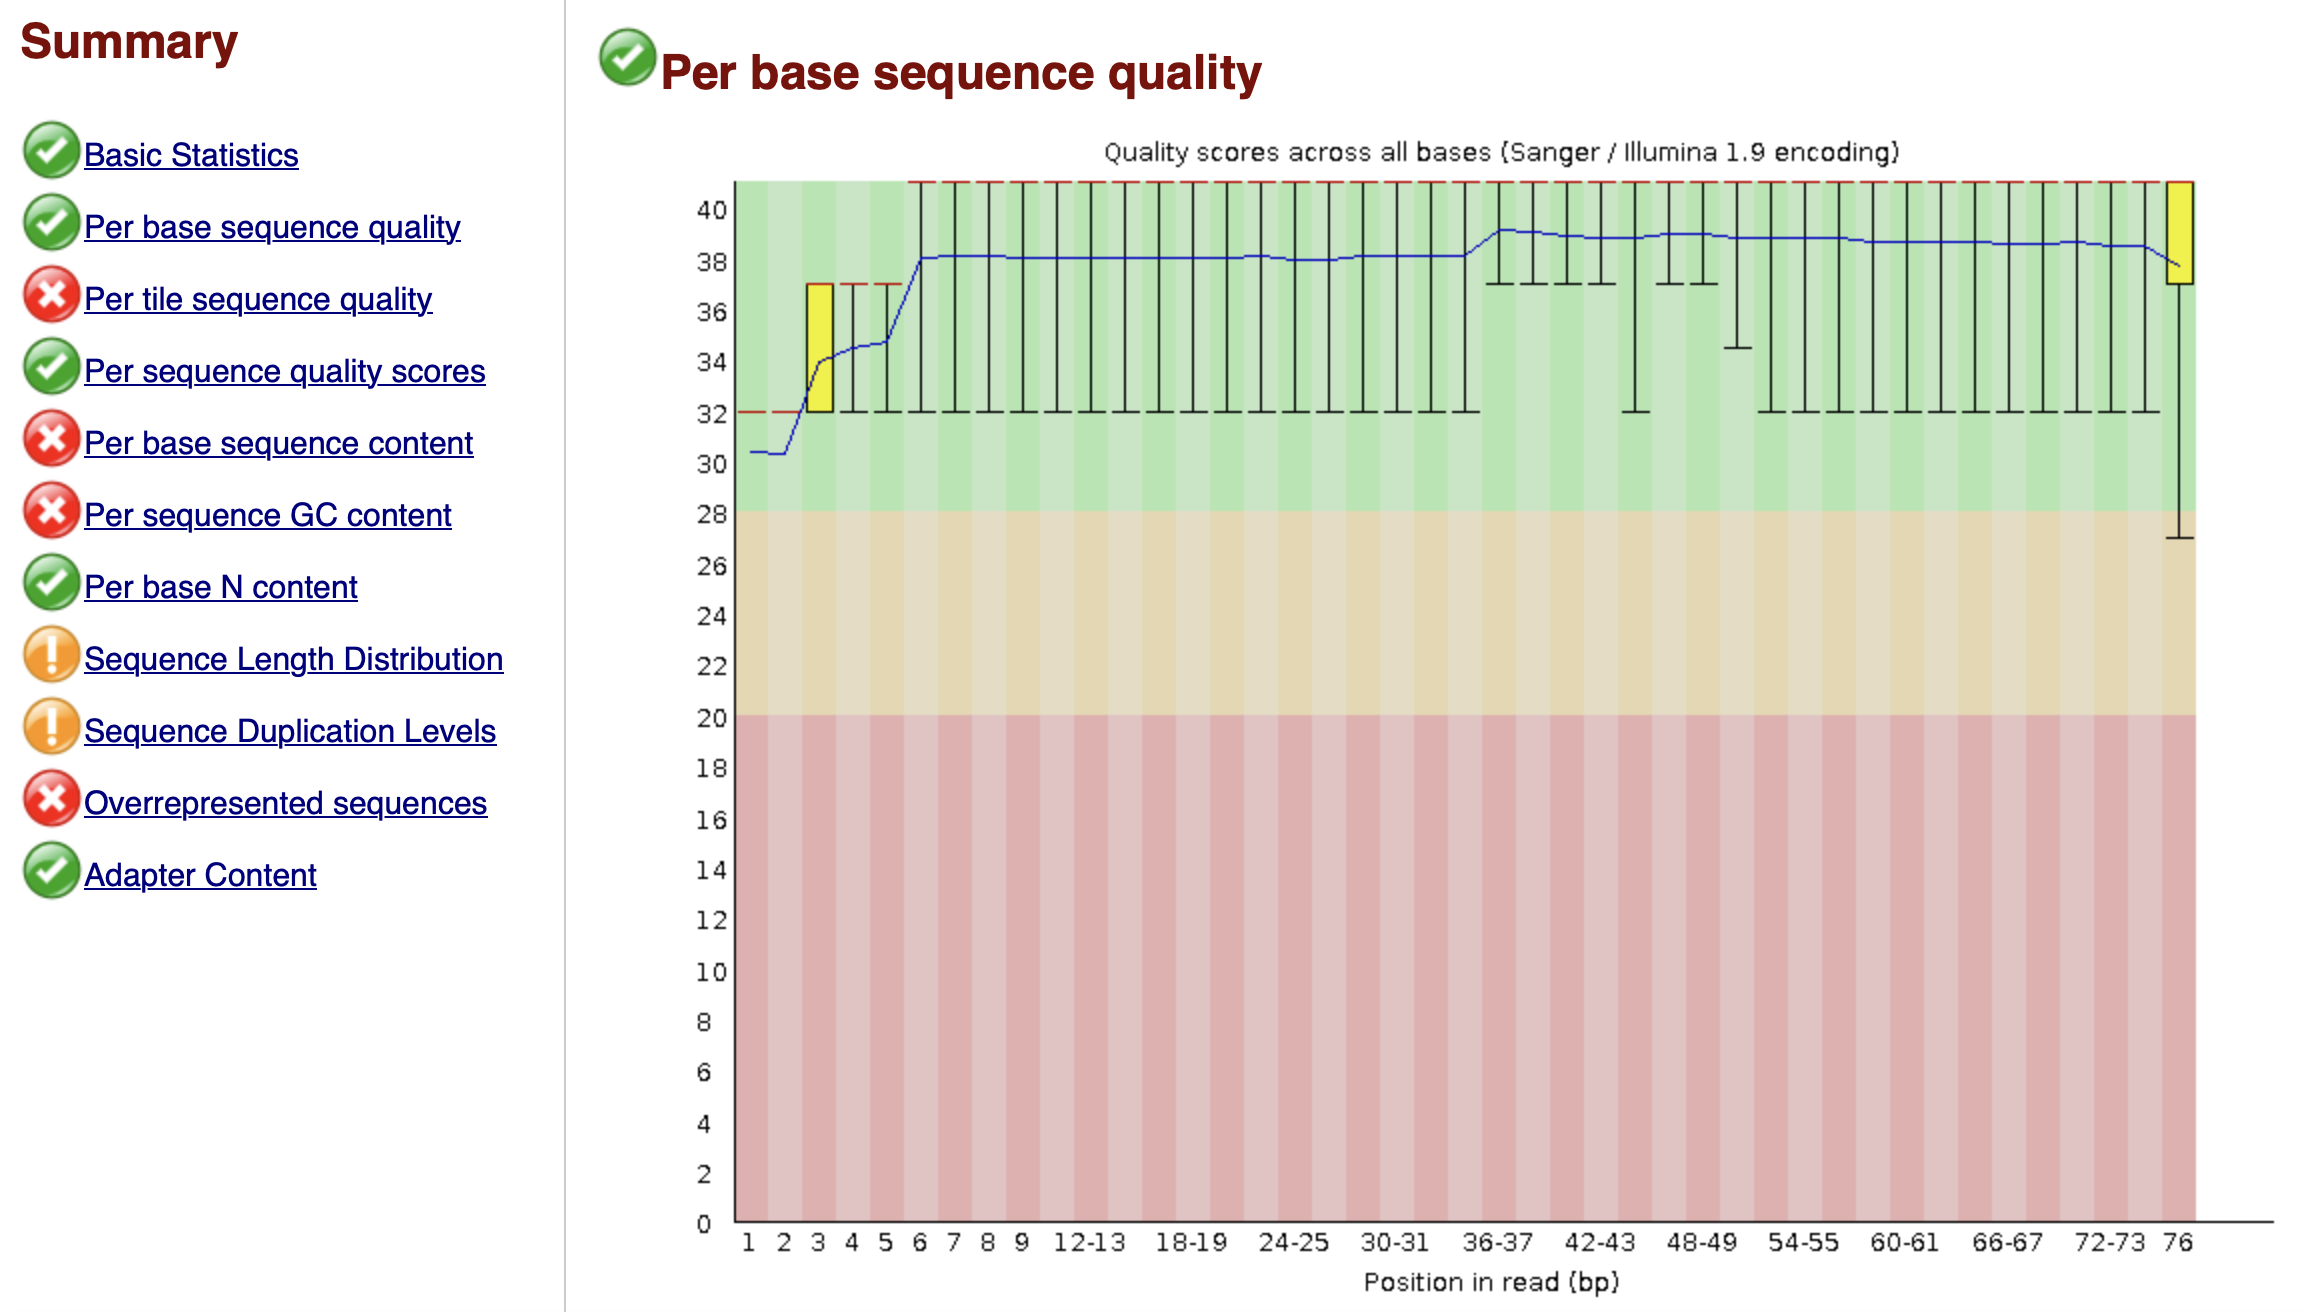 Summary
Basic Statistics
Per base sequence quality
Per tile sequence quality
Per sequence quality scores
Per base sequence content
Per sequence GC content
Per base N content
Sequence Length Distribution
Sequence Duplication Levels
Overrepresented sequences
Adapter Content
Per base sequence quality
Quality scores across all bases (Sanger / Illumina 1.9 encoding)
40
38
36
34
32
30
28
26
24
22
20
18
16
14
12
10
8
6
4
2
0
1 2 3 4 5 6 7 8 9 12-13 18-19 24-25 30-31 36-37 42-43 48-49 54-55 60-61 66-67 72-73 76
Position in read (bp)